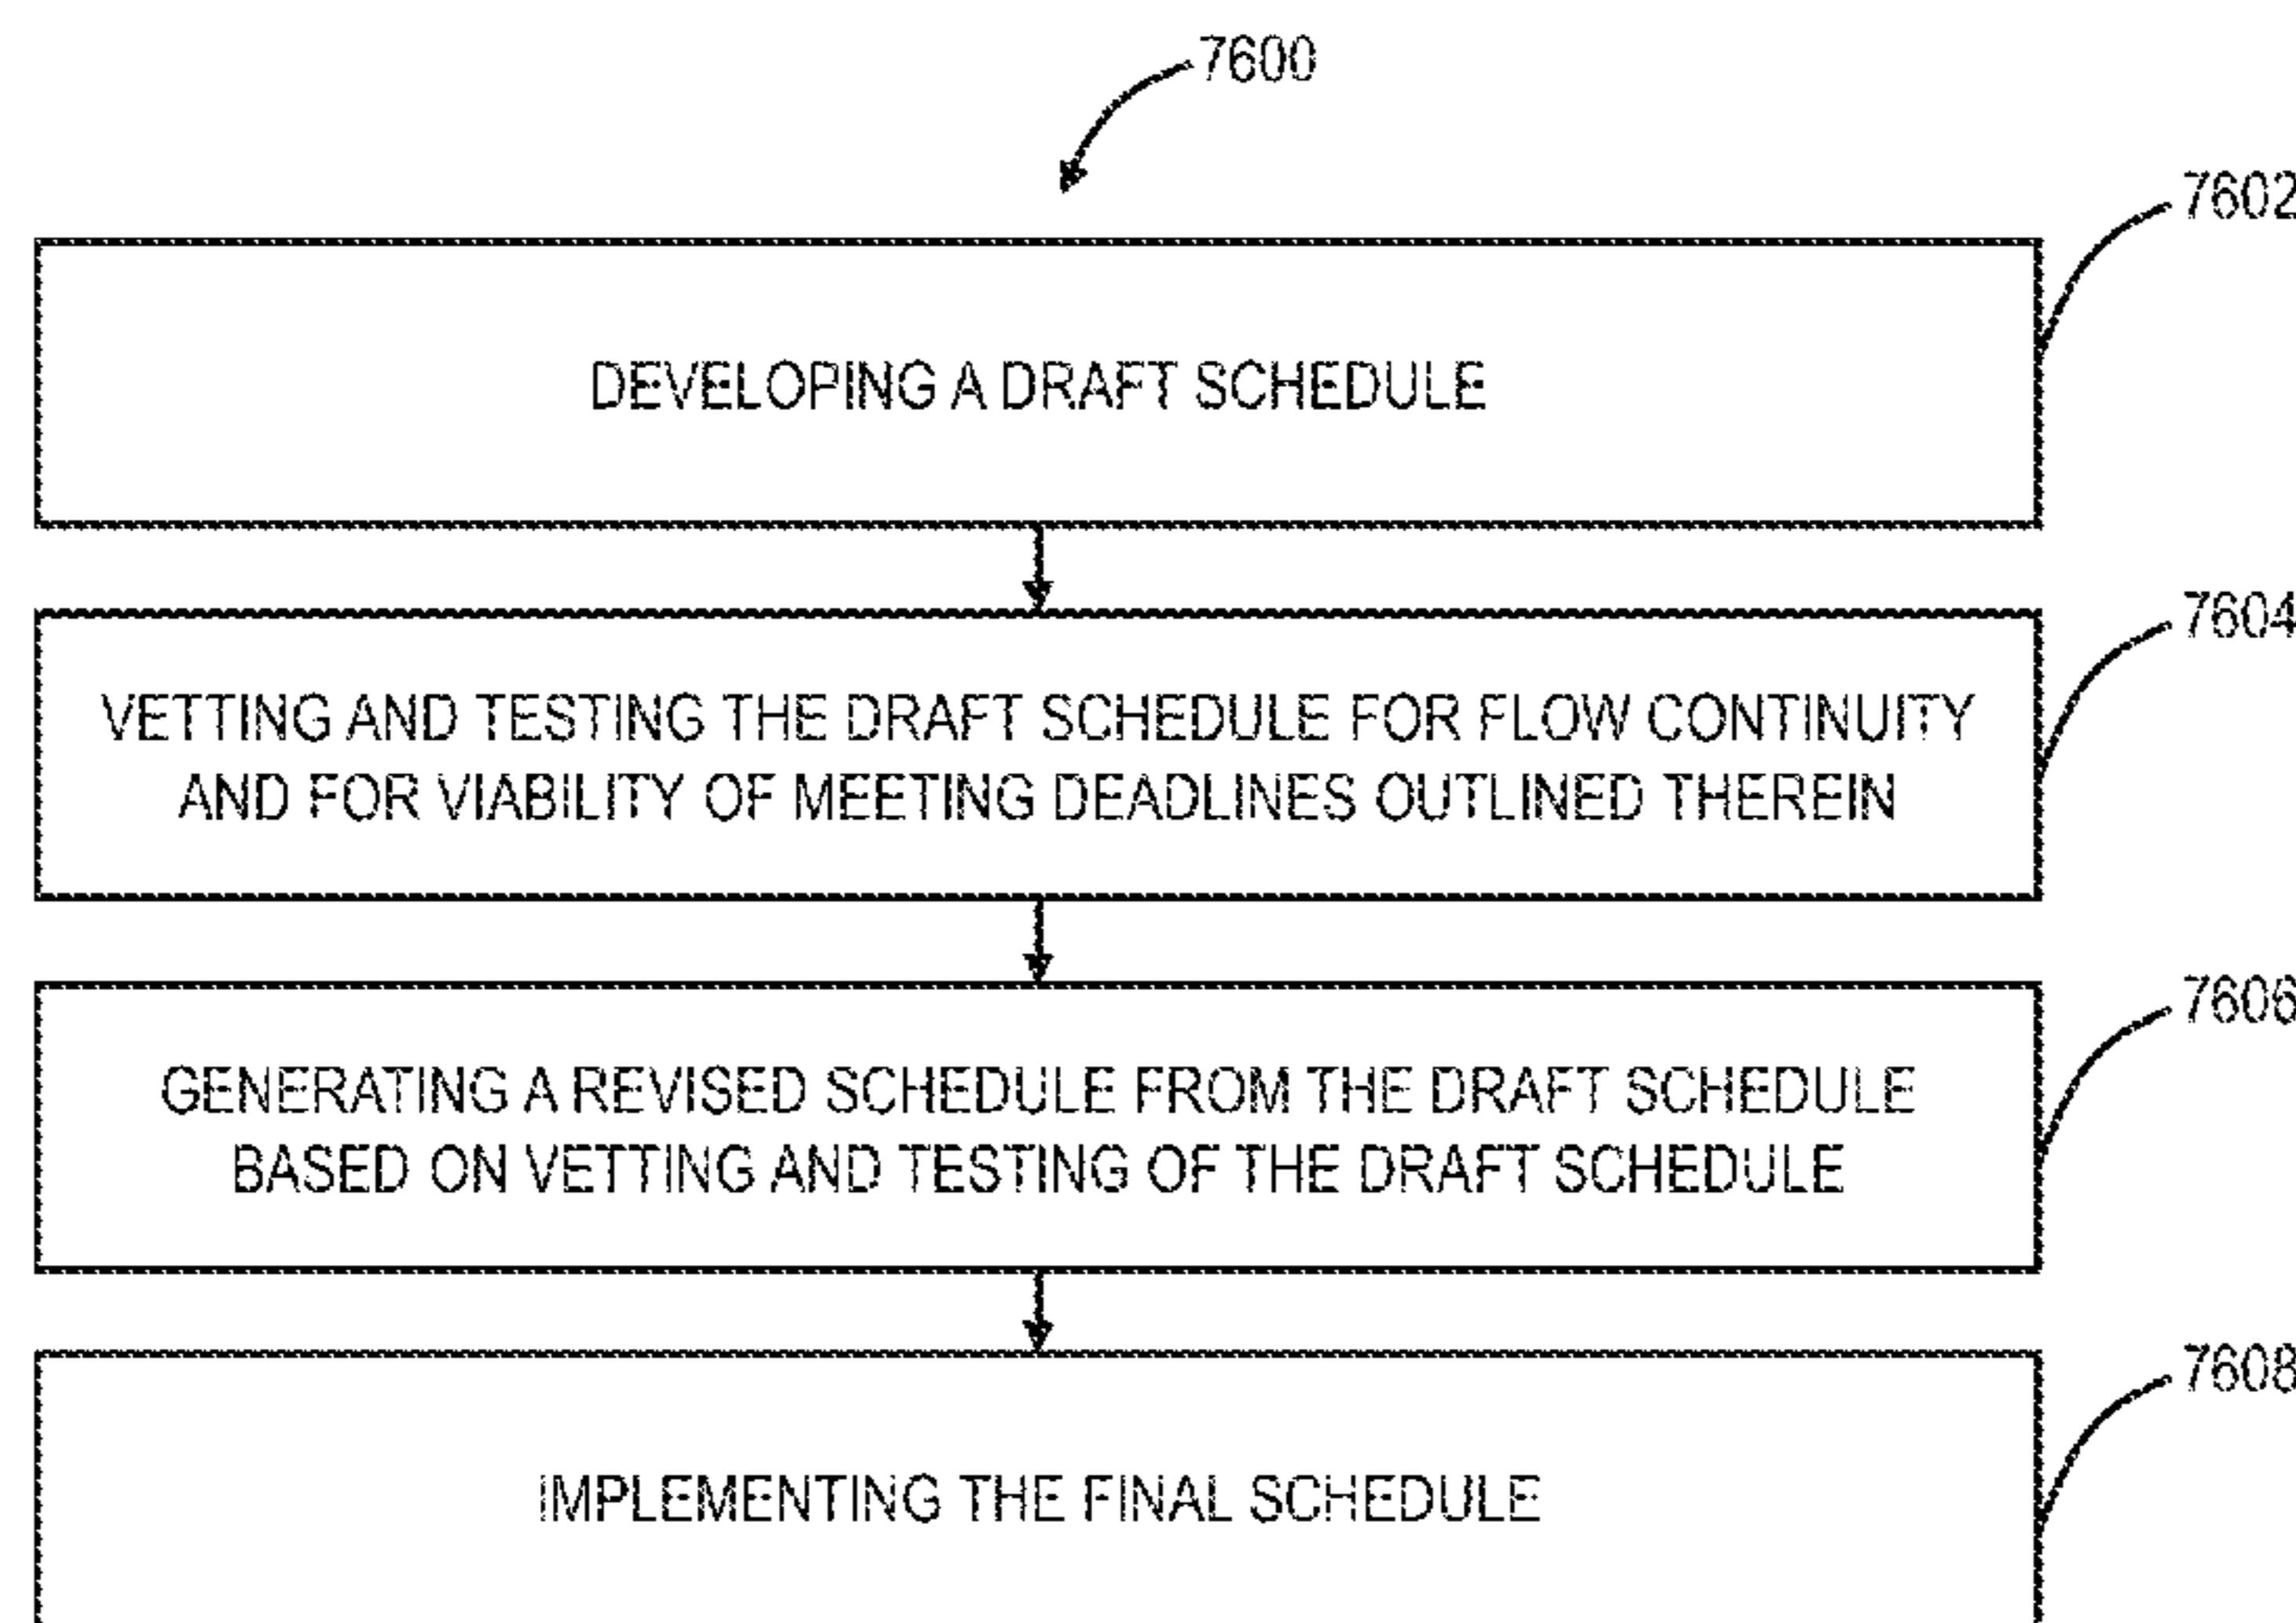 7600
7602
DEVELOPING A DRAFT SCHEDULE
7604
VETTING AND TESTING THE DRAFT SCHEDULE FOR FLOW CONTINUITY
AND FOR VIABILITY OF MEETING DEADLINES OUTLINED THEREIN
7606
GENERATING A REVISED SCHEDULE FROM THE DRAFT SCHEDULE
BASED ON VETTING AND TESTING OF THE DRAFT SCHEDULE
7608
IMPLEMENTING THE FINAL SCHEDULE